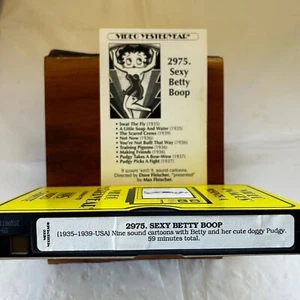 VIDEO YESTERYEAR®
2975.
Sexy
Betty
Boop
• Swat The Fly (1935)
• A Little Soap And Water (1935)
• The Scared Crows (1939)
• Not Now (1936)
• You're Not Built That Way (1936)
• Training Pigeons (1936)
• Making Friends (1936)
• Pudgy Takes a Bow-Wow (1937)
• Pudgy Picks A Fight (1937)
Directed by Dave Fleischer, "presented"
by Max Fleischer.
2975. SEXY BETTY BOOP
(1935-1939-USA) Nine sound cartoons with Betty and her cute doggy Pudgy.
59 minutes total.